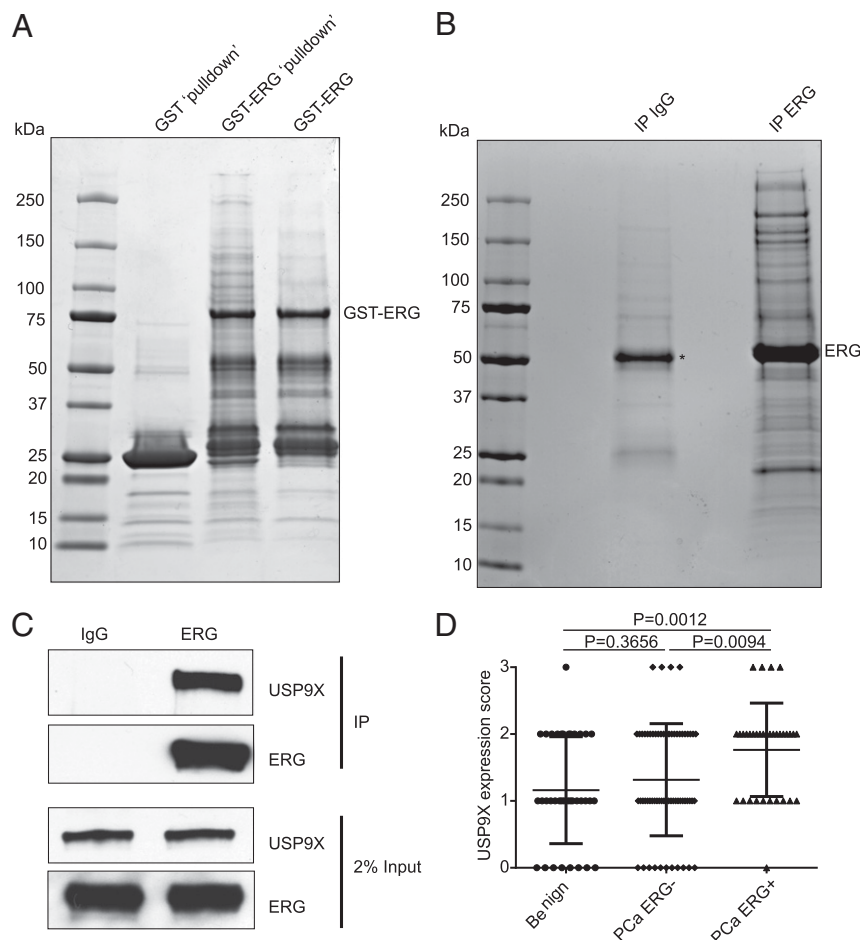 A
GST 'pulldown'
GST-ERG 'pulldown'
GST-ERG
kDa
250
150
100
75
50
37
25
20
15
10
GST-ERG
B
IP IgG
IP ERG
kDa
250
150
100
75
50
37
25
20
15
10
*
ERG
C
IgG ERG
USP9X
ERG
IP
USP9X
ERG
2% Input
D
P=0.0012
P=0.3656 P=0.0094
USP9X expression score
3
2
1
0
Be nign
PCa ERG-
PCa ERG+